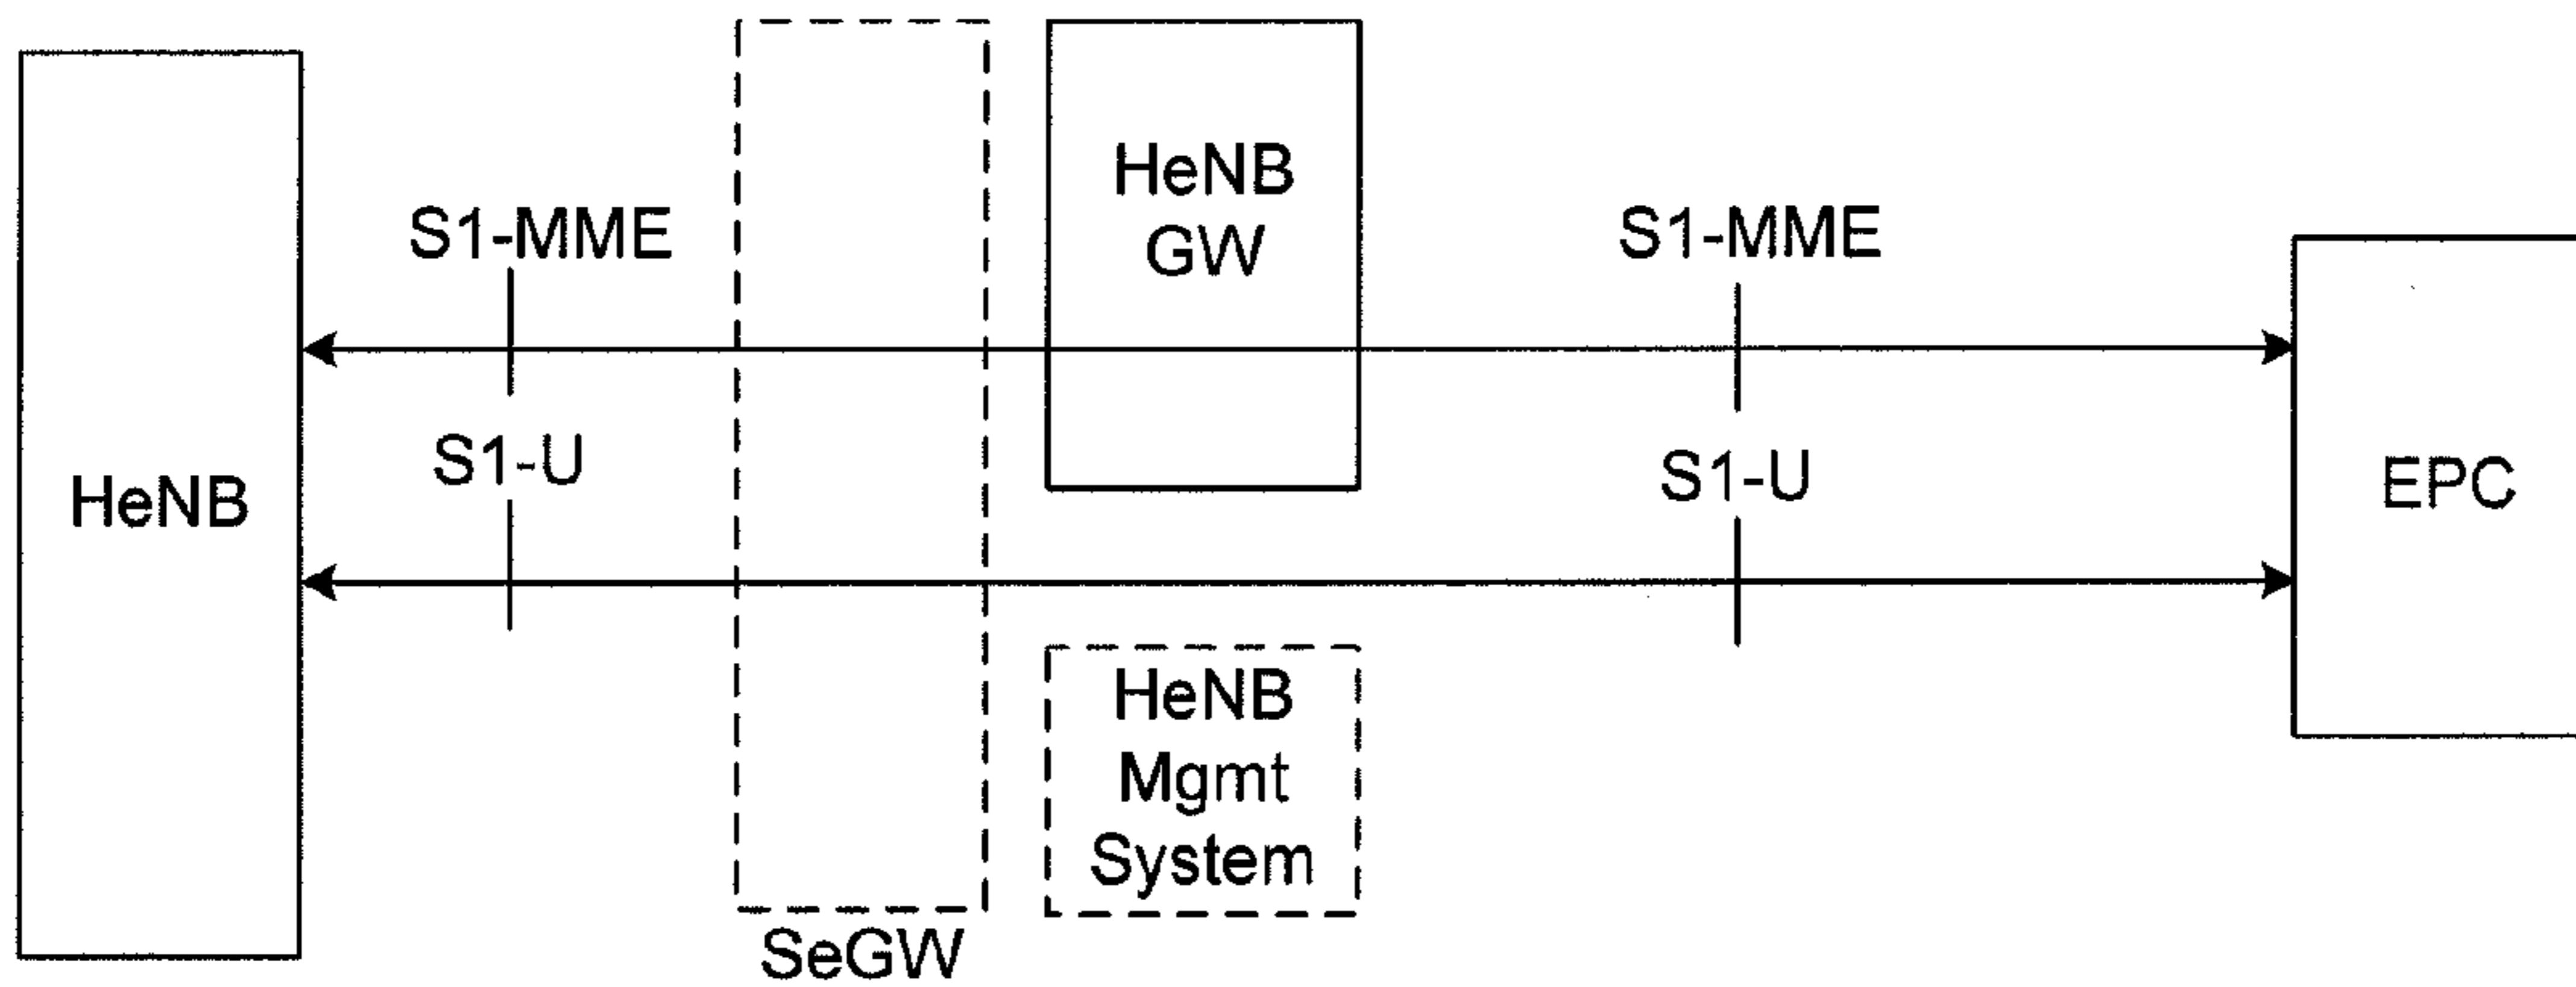 HeNB
GW
S1-MME
S1-MME
S1-U
S1-U
HeNB
EPC
HeNB
Mgmt
System
SeGW